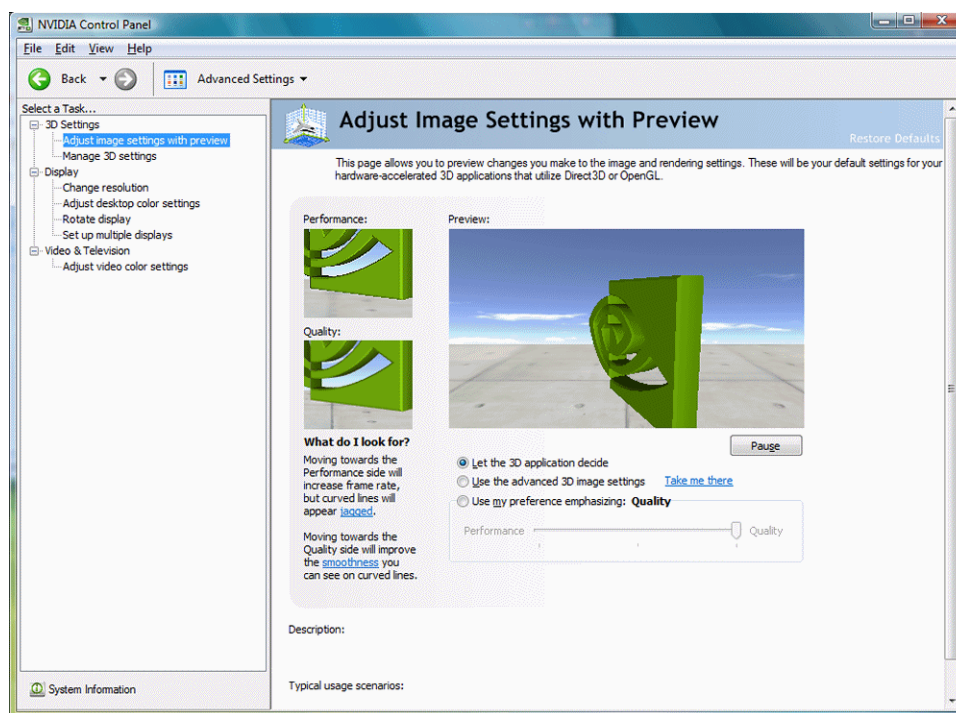 NVIDIA Control Panel
File Edit View Help
Back Advanced Settings
Select a Task...
3D Settings
Adjust image settings with preview
Manage 3D settings
Display
Change resolution
Adjust desktop color settings
Rotate display
Set up multiple displays
Video & Television
Adjust video color settings
System Information
Adjust Image Settings with Preview
Restore Defaults
This page allows you to preview changes you make to the image and rendering settings. These will be your default settings for your
hardware-accelerated 3D applications that utilize Direct3D or OpenGL.
Performance:
Quality:
What do I look for?
Moving towards the
Performance side will
increase frame rate,
but curved lines will
appear jagged.
Moving towards the
Quality side will improve
the smoothness you
can see on curved lines.
Preview:
Pause
Let the 3D application decide
Use the advanced 3D image settings Take me there
Use my preference emphasizing: Quality
Performance Quality
Description:
Typical usage scenarios: